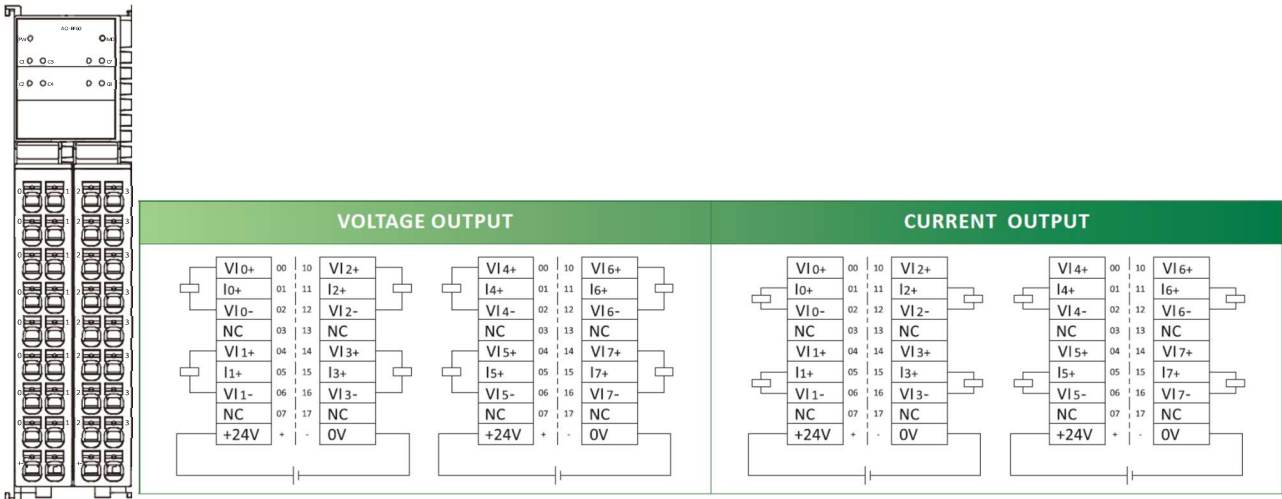 VOLTAGE OUTPUT
CURRENT OUTPUT
VI0+ 00 10 VI2+
I0+ 01 11 I2+
VI0- 02 12 VI2-
NC 03 13 NC
VI1+ 04 14 VI3+
I1+ 05 15 I3+
VI1- 06 16 VI3-
NC 07 17 NC
+24V + - 0V
VI4+ 00 10 VI6+
I4+ 01 11 I6+
VI4- 02 12 VI6-
NC 03 13 NC
VI5+ 04 14 VI7+
I5+ 05 15 I7+
VI5- 06 16 VI7-
NC 07 17 NC
+24V + - 0V
VI0+ 00 10 VI2+
I0+ 01 11 I2+
VI0- 02 12 VI2-
NC 03 13 NC
VI1+ 04 14 VI3+
I1+ 05 15 I3+
VI1- 06 16 VI3-
NC 07 17 NC
+24V + - 0V
VI4+ 00 10 VI6+
I4+ 01 11 I6+
VI4- 02 12 VI6-
NC 03 13 NC
VI5+ 04 14 VI7+
I5+ 05 15 I7+
VI5- 06 16 VI7-
NC 07 17 NC
+24V + - 0V